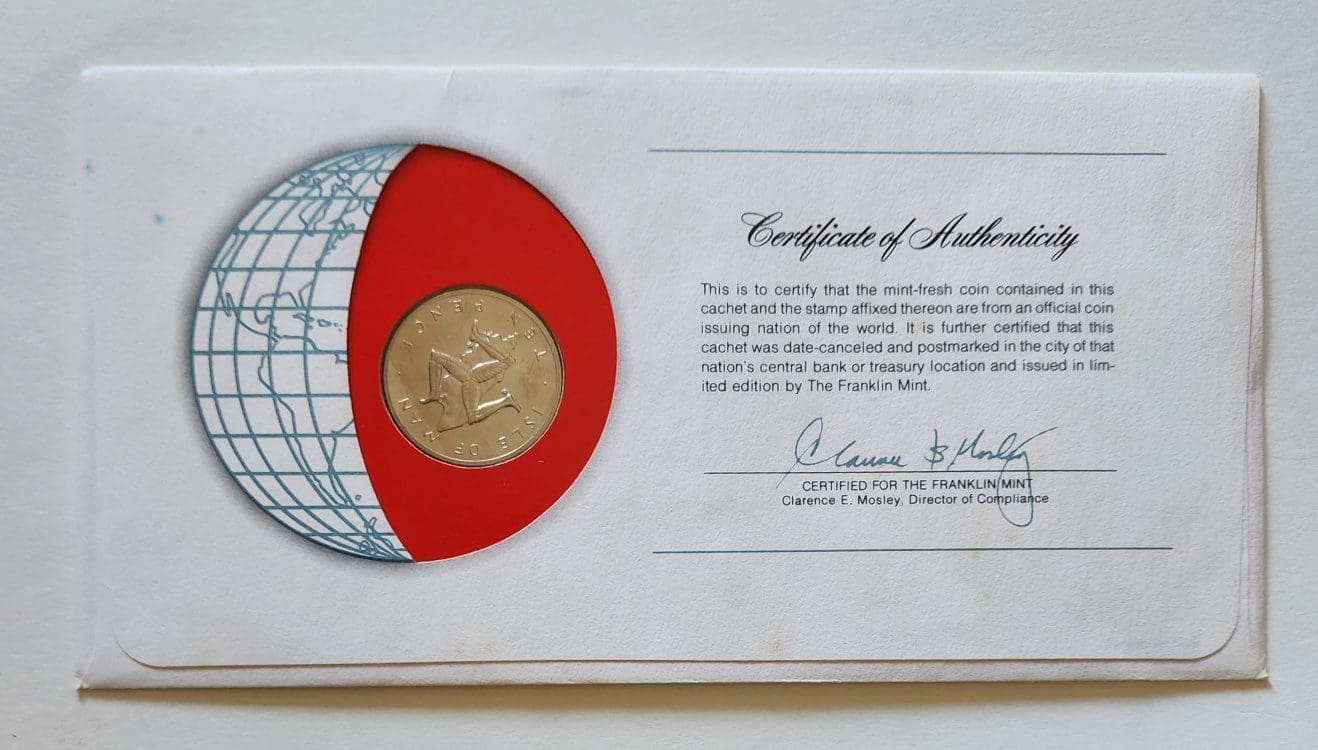 TEN PENCE
ISLE OF MAN
Certificate of Authenticity
This is to certify that the mint-fresh coin contained in this
cachet and the stamp affixed thereon are from an official coin
issuing nation of the world. It is further certified that this
cachet was date-canceled and postmarked in the city of that
nation's central bank or treasury location and issued in lim-
ited edition by The Franklin Mint.
CERTIFIED FOR THE FRANKLIN MINT
Clarence E. Mosley, Director of Compliance